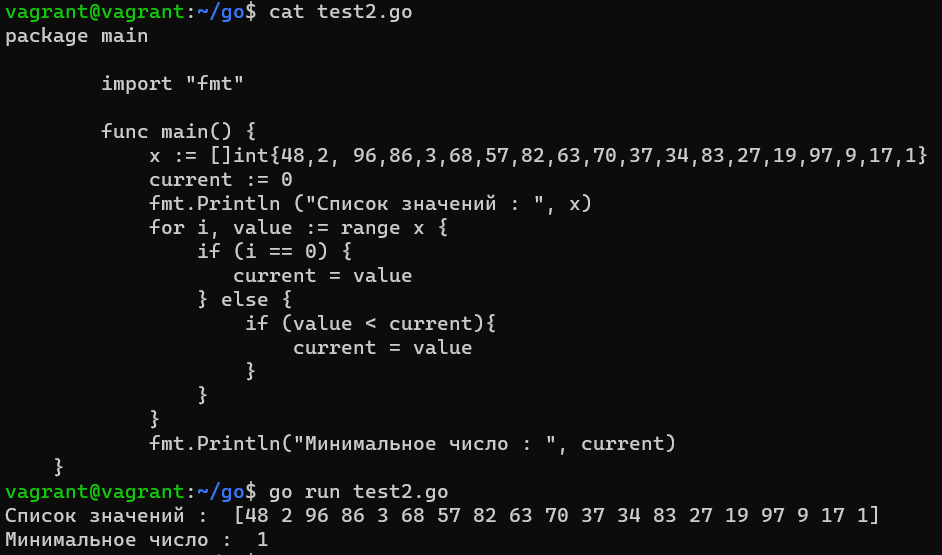 vagrant@vagrant:~/go$ cat test2.go
package main

        import "fmt"

        func main() {
            x := []int{48,2, 96,86,3,68,57,82,63,70,37,34,83,27,19,97,9,17,1}
            current := 0
            fmt.Println ("Список значений : ", x)
            for i, value := range x {
                if (i == 0) {
                   current = value
                } else {
                    if (value < current){
                        current = value
                    }
                }
            }
            fmt.Println("Минимальное число : ", current)
    }
vagrant@vagrant:~/go$ go run test2.go
Список значений :  [48 2 96 86 3 68 57 82 63 70 37 34 83 27 19 97 9 17 1]
Минимальное число :  1